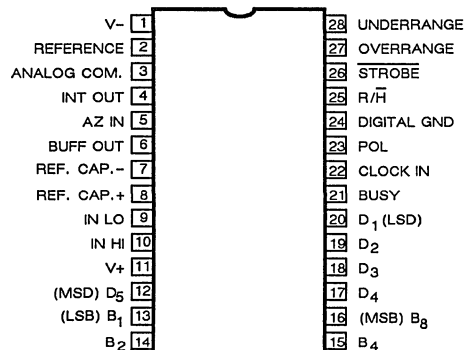 V- 1 28 UNDERRANGE
REFERENCE 2 27 OVERRANGE
ANALOG COM. 3 26 STROBE
INT OUT 4 25 R/H
AZ IN 5 24 DIGITAL GND
BUFF OUT 6 23 POL
REF. CAP.- 7 22 CLOCK IN
REF. CAP.+ 8 21 BUSY
IN LO 9 20 D1 (LSD)
IN HI 10 19 D2
V+ 11 18 D3
(MSD) D5 12 17 D4
(LSB) B1 13 16 (MSB) B8
B2 14 15 B4